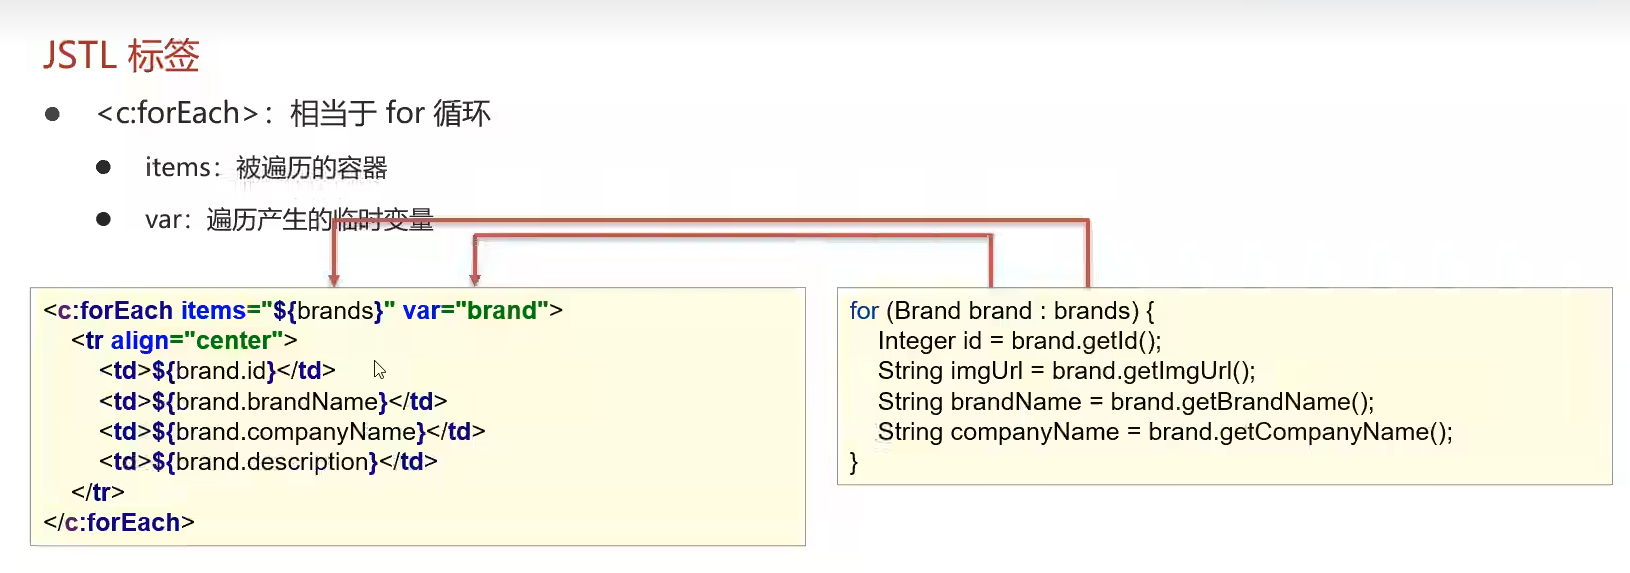 JSTL 标签
<c:forEach>：相当于 for 循环
items：被遍历的容器
var：遍历产生的临时变量
<c:forEach items="${brands}" var="brand">
<tr align="center">
<td>${brand.id}</td>
<td>${brand.brandName}</td>
<td>${brand.companyName}</td>
<td>${brand.description}</td>
</tr>
</c:forEach>
for (Brand brand : brands) {
Integer id = brand.getId();
String imgUrl = brand.getImgUrl();
String brandName = brand.getBrandName();
String companyName = brand.getCompanyName();
}